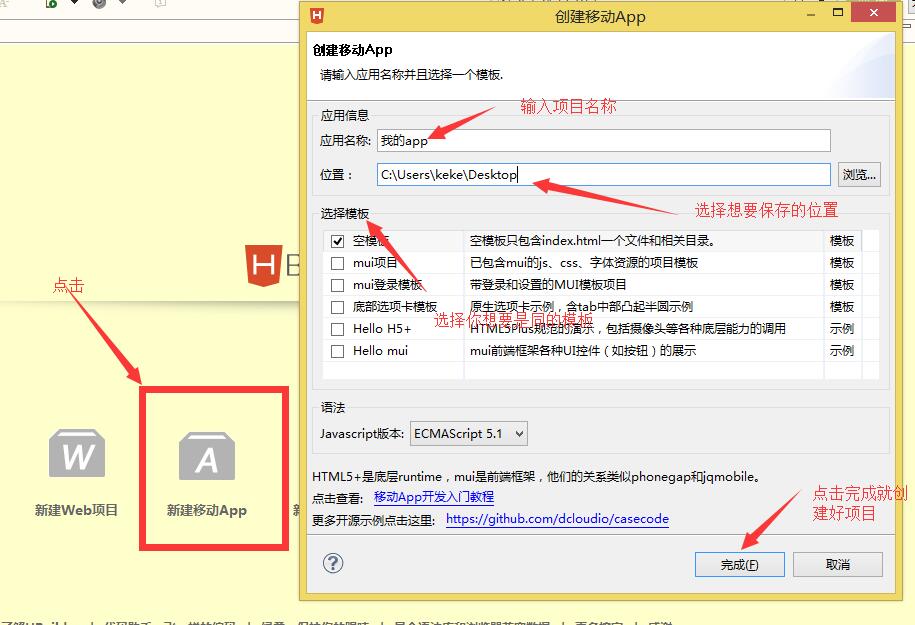 创建移动App
创建移动App
请输入应用名称并且选择一个模板.
应用信息
输入项目名称
应用名称: 我的app
位置： C:\Users\keke\Desktop 浏览...
选择想要保存的位置
选择模板
空模板 空模板只包含index.html一个文件和相关目录。 模板
mui项目 已包含mui的js、css、字体资源的项目模板 模板
mui登录模板 带登录和设置的MUI模板项目 模板
底部选项卡模板 原生选项卡示例，含tab中部凸起半圆示例 模板
选择你想要是同的模板
Hello H5+ HTML5Plus规范的演示，包括摄像头等各种底层能力的调用 示例
Hello mui mui前端框架各种UI控件（如按钮）的展示 示例
语法
Javascript版本: ECMAScript 5.1
HTML5+是底层runtime，mui是前端框架，他们的关系类似phonegap和jqmobile。
点击查看: 移动App开发入门教程
更多开源示例点击这里: https://github.com/dcloudio/casecode
点击完成就创
建好项目
? 完成(F) 取消
H
点击
W A
新建Web项目 新建移动App